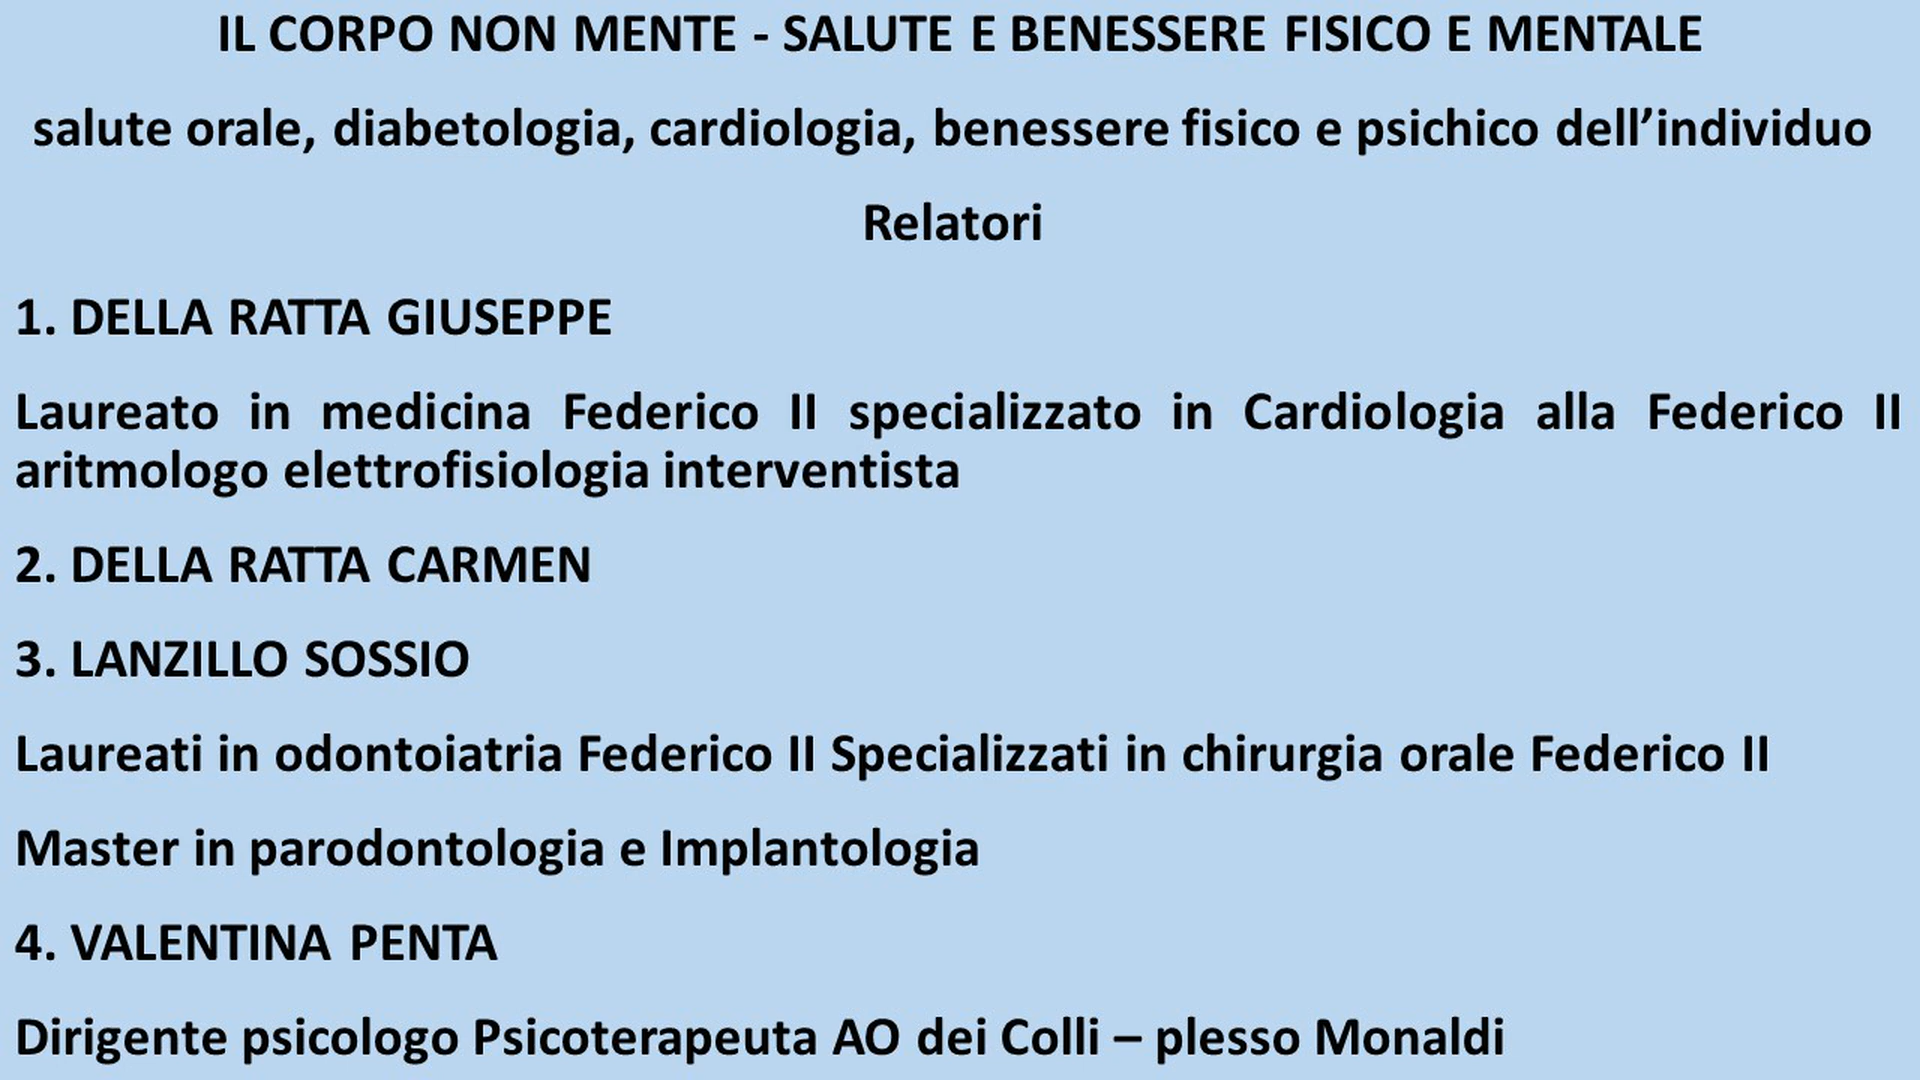 IL CORPO NON MENTE - SALUTE E BENESSERE FISICO E MENTALE
salute orale, diabetologia, cardiologia, benessere fisico e psichico dell’individuo
Relatori
1. DELLA RATTA GIUSEPPE
Laureato in medicina Federico II specializzato in Cardiologia alla Federico II
aritmologo elettrofisiologia interventista
2. DELLA RATTA CARMEN
3. LANZILLO SOSSIO
Laureati in odontoiatria Federico II Specializzati in chirurgia orale Federico II
Master in parodontologia e Implantologia
4. VALENTINA PENTA
Dirigente psicologo Psicoterapeuta AO dei Colli – plesso Monaldi